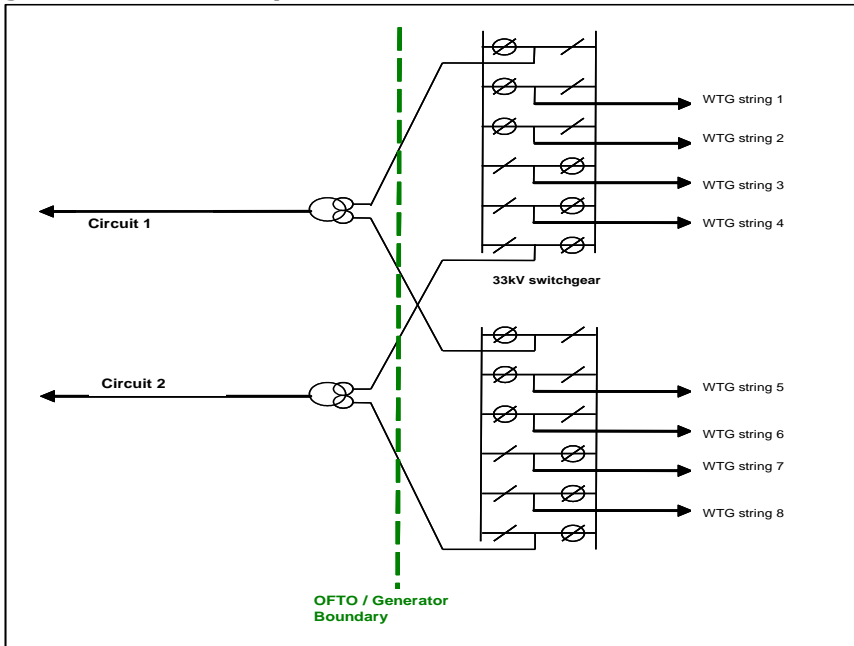 WTG string 1
WTG string 2
WTG string 3
WTG string 4
Circuit 1
33kV switchgear
Circuit 2
WTG string 5
WTG string 6
WTG string 7
WTG string 8
OFTO / Generator
Boundary